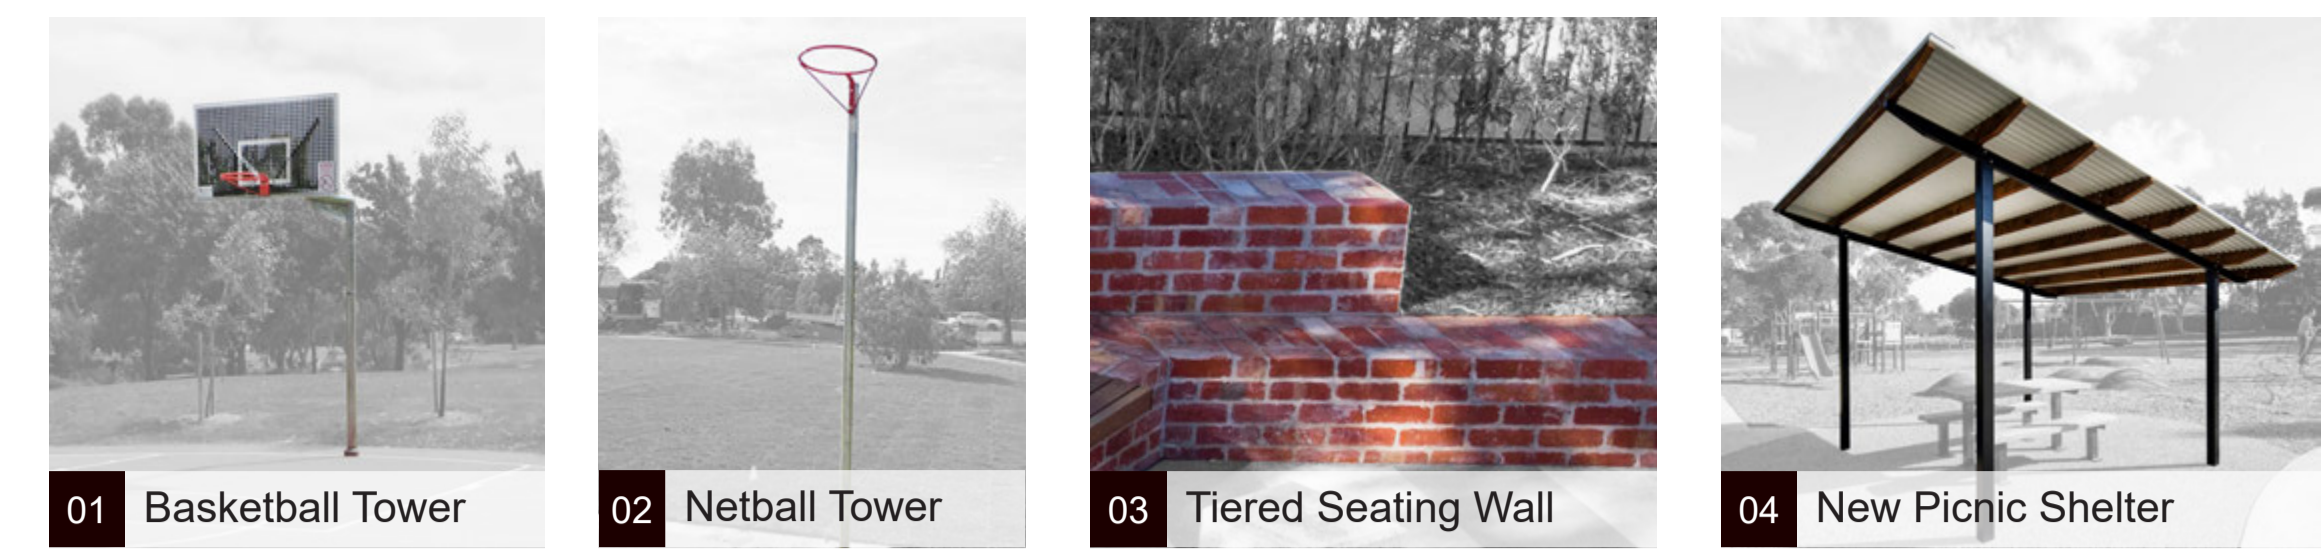 01 Basketball Tower
02 Netball Tower
03 Tiered Seating Wall
04 New Picnic Shelter